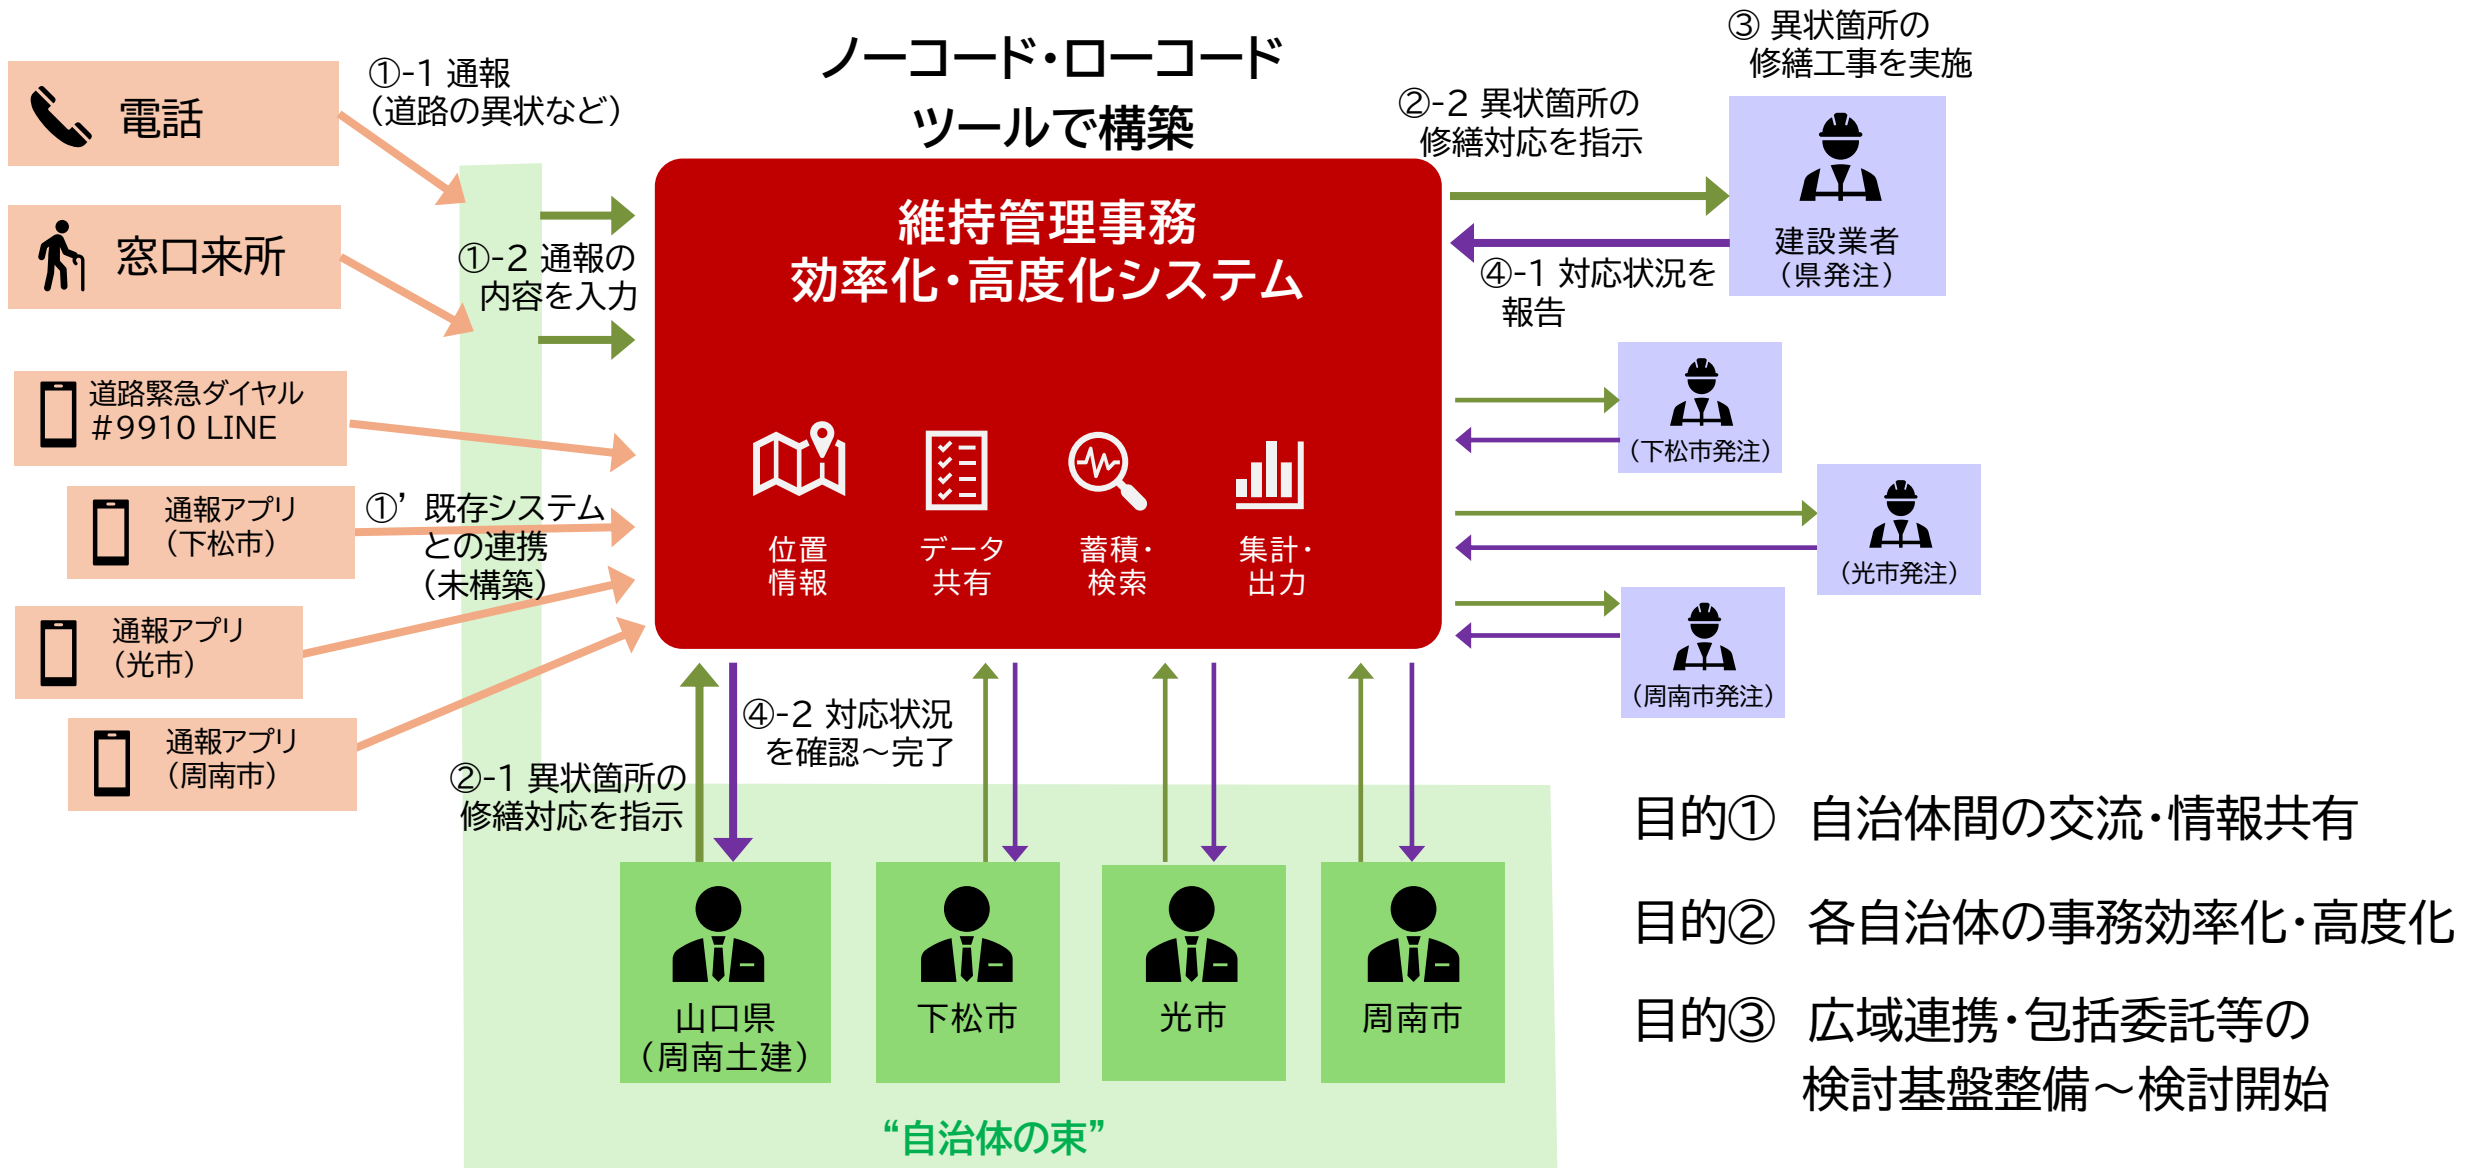 ノーコード・ローコード
ツールで構築
電話
①-1 通報
（道路の異状など）
窓口来所
①-2 通報の
内容を入力
道路緊急ダイヤル
＃9910 LINE
通報アプリ
（下松市）
①’ 既存システム
との連携
（未構築）
通報アプリ
（光市）
通報アプリ
（周南市）
維持管理事務
効率化・高度化システム
位置
情報
データ
共有
蓄積・
検索
集計・
出力
②-2 異状箇所の
修繕対応を指示
③ 異状箇所の
修繕工事を実施
建設業者
（県発注）
④-1 対応状況を
報告
（下松市発注）
（光市発注）
（周南市発注）
②-1 異状箇所の
修繕対応を指示
④-2 対応状況
を確認～完了
山口県
（周南土建）
下松市
光市
周南市
“自治体の束”
目的① 自治体間の交流・情報共有
目的② 各自治体の事務効率化・高度化
目的③ 広域連携・包括委託等の
検討基盤整備～検討開始